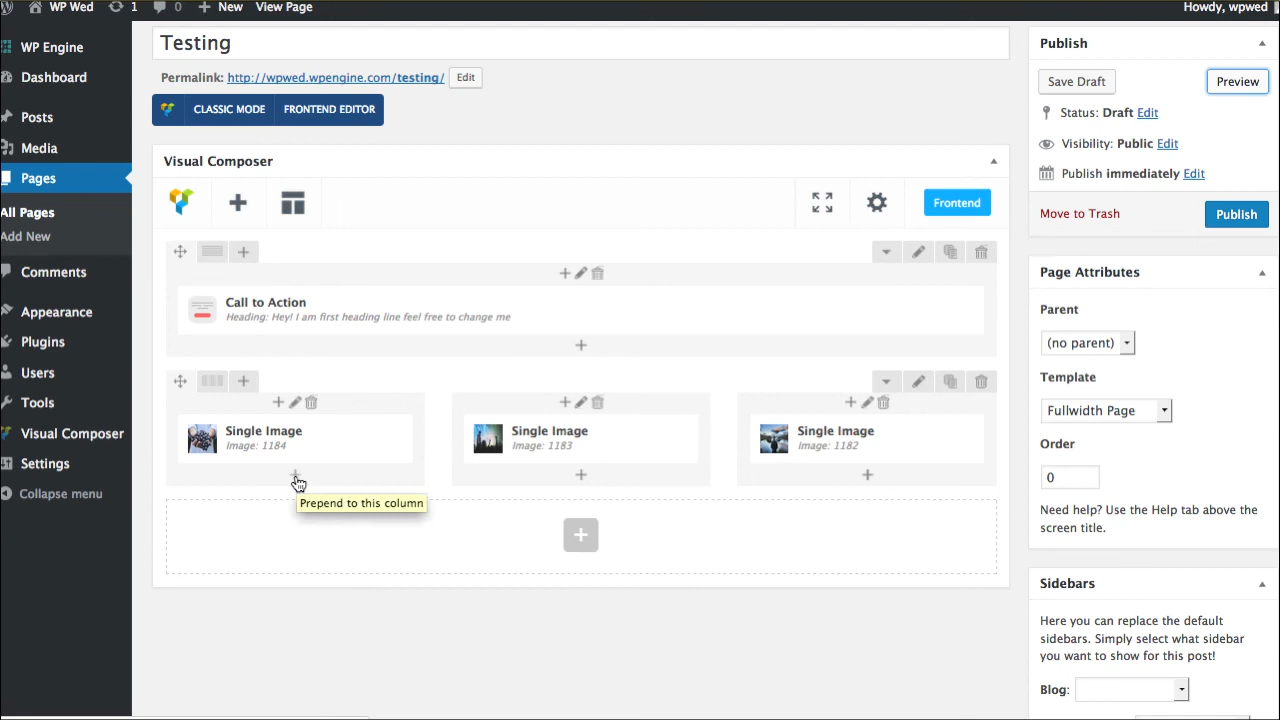 WP Wed
1
0
New
View Page
Howdy, wpwed
WP Engine
Dashboard
Posts
Media
Pages
All Pages
Add New
Comments
Appearance
Plugins
Users
Tools
Visual Composer
Settings
Collapse menu
Testing
Permalink: http://wpwed.wpengine.com/testing/ Edit
CLASSIC MODE
FRONTEND EDITOR
Visual Composer
Frontend
Call to Action
Heading: Hey! I am first heading line feel free to change me
Single Image
Image: 1184
Single Image
Image: 1183
Single Image
Image: 1182
Prepend to this column
Publish
Save Draft
Preview
Status: Draft Edit
Visibility: Public Edit
Publish immediately Edit
Move to Trash
Publish
Page Attributes
Parent
(no parent)
Template
Fullwidth Page
Order
0
Need help? Use the Help tab above the
screen title.
Sidebars
Here you can replace the default
sidebars. Simply select what sidebar
you want to show for this post!
Blog: